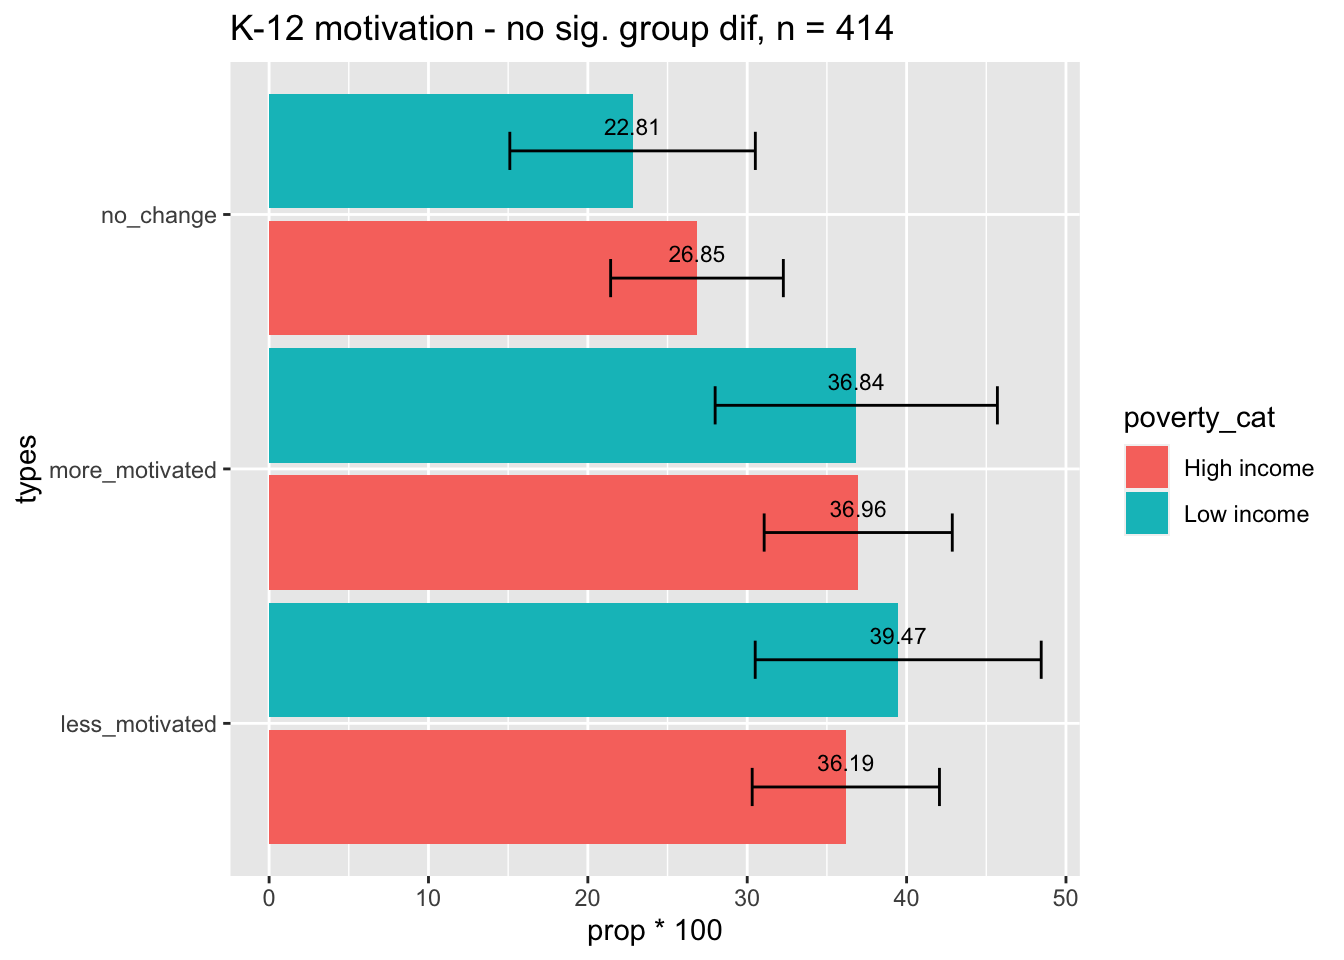 K-12 motivation - no sig. group dif, n = 414
22.81
no_change
26.85
36.84
types
more_motivated
36.96
39.47
less_motivated
36.19
0 10 20 30 40 50
prop * 100
poverty_cat
High income
Low income